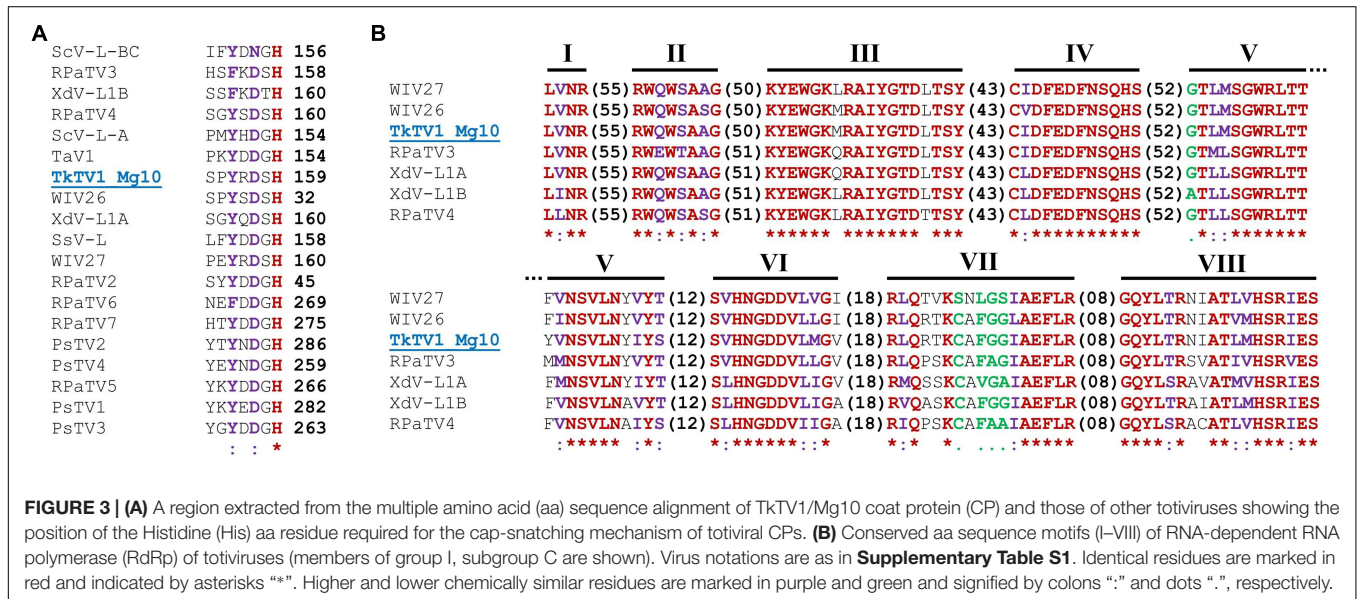 A
ScV-L-BC IFYDNGH 156
RPaTV3 HSFKDSH 158
XdV-L1B SSFKDTH 160
RPaTV4 SGYSDSH 160
ScV-L-A PMYHDGH 154
TaV1 PKYDDGH 154
TkTV1 Mg10 SPYRDSH 159
WIV26 SPYSDSH 32
XdV-L1A SGYQDSH 160
SsV-L LFYDDGH 158
WIV27 PEYRDSH 160
RPaTV2 SYYDDGH 45
RPaTV6 NEFDDGH 269
RPaTV7 HTYDDGH 275
PsTV2 YTYNDGH 286
PsTV4 YEYNDGH 259
RPaTV5 YKYDDGH 266
PsTV1 YKYEDGH 282
PsTV3 YGYDDGH 263
: : *
B
I II III IV V
WIV27 LVNR (55) RWQWSAAG (50) KYEWGKLRAIYGTDLTSY (43) CIDFEDFNSQHS (52) GTLMSGWRLTT
WIV26 LVNR (55) RWQWSASG (50) KYEWGKMRAIYGTDLTSY (43) CVDFEDFNSQHS (52) GTLMSGWRLTT
TkTV1 Mg10 LVNR (55) RWQWSASG (50) KYEWGKMRAIYGTDLTSY (43) CIDFEDFNSQHS (52) GTLMSGWRLTT
RPaTV3 LVNR (55) RWEWTAAG (51) KYEWGKQRAIYGTDLTSY (43) CIDFEDFNSQHS (52) GTMLSGWRLTT
XdV-L1A LVNR (55) RWQWSAAG (51) KYEWGKQRAIYGTDLTSY (43) CIDFEDFNSQHS (52) GTLLSGWRLTT
XdV-L1B LINR (55) RWQWSAAG (51) KYEWGKLRAIYGTDLTSY (43) CIDFEDFNSQHS (52) ATLLSGWRLTT
RPaTV4 LLNR (55) RWQWSASG (51) KYEWGKLRAIYGTDTTSY (43) CIDFEDFNSQHS (52) GTLLSGWRLTT
*:** **:*:*:* ****** ******* *** *:********** .*::*******
V VI VII VIII
WIV27 FVNSVLNYVYT (12) SVHNGDDVLVGI (18) RLQTVKSNLGSIAEFLR (08) GQYLTRNIATLVHSRIES
WIV26 FINSVLNYVYT (12) SVHNGDDVLLGI (18) RLQRTKCAFGGLAEFLR (08) GQYLTRNIATVMHSRIES
TkTV1 Mg10 FVNSVLNYIYS (12) SVHNGDDVLMGV (18) RLQRTKCAFGGIAEFLR (08) GQYLTRNIATLVHSRIES
RPaTV3 MMNSVLNYVYT (12) SVHNGDDVLIGV (18) RLQPSKCAFAGIAEFLR (08) GQYLTRSVATIVHSRVES
XdV-L1A FMNSVLNYIYT (12) SLHNGDDVLIGV (18) RMQSSKCAVGAIAEFLR (08) GQYLSRAVATMVHSRIES
XdV-L1B FVNSVLNAVYT (12) SLHNGDDVLIGV (18) RVQASKCAFGGIAEFLR (08) GQYLTRAIATLMHSRIES
RPaTV4 FVNSVLNAIYS (12) SLHNGDDVIIGA (18) RIQPSKCAFAAIAEFLR (08) GQYLSRACATLVHSRIES
:***** :*: *:******::* *:* *. ...:***** ****:* **::***:**
FIGURE 3 | (A) A region extracted from the multiple amino acid (aa) sequence alignment of TkTV1/Mg10 coat protein (CP) and those of other totiviruses showing the
position of the Histidine (His) aa residue required for the cap-snatching mechanism of totiviral CPs. (B) Conserved aa sequence motifs (I–VIII) of RNA-dependent RNA
polymerase (RdRp) of totiviruses (members of group I, subgroup C are shown). Virus notations are as in Supplementary Table S1. Identical residues are marked in
red and indicated by asterisks “*”. Higher and lower chemically similar residues are marked in purple and green and signified by colons “:” and dots “.”, respectively.